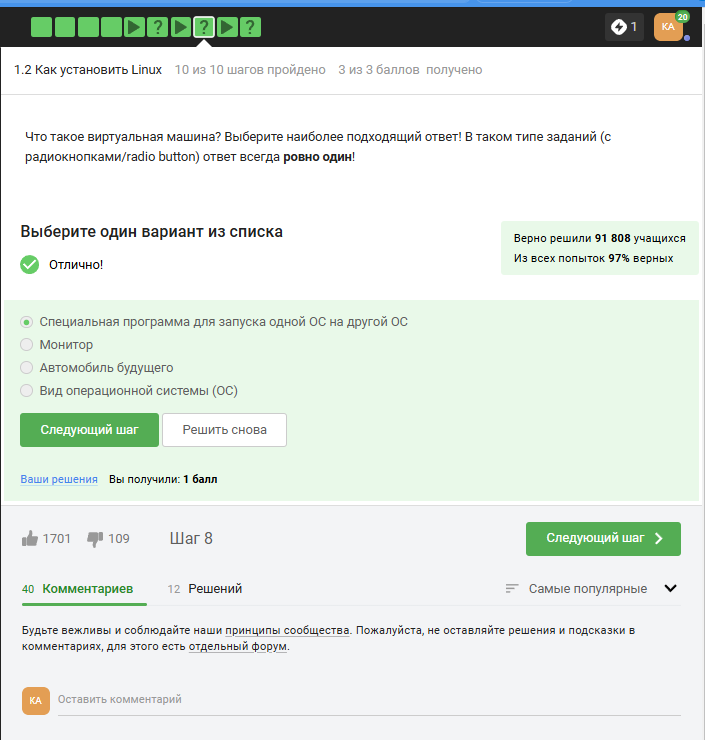 ? ? ?
1
КА
20
1.2 Как установить Linux 10 из 10 шагов пройдено 3 из 3 баллов получено
Что такое виртуальная машина? Выберите наиболее подходящий ответ! В таком типе заданий (с
радиокнопками/radio button) ответ всегда ровно один!
Выберите один вариант из списка
Отлично!
Верно решили 91 808 учащихся
Из всех попыток 97% верных
Специальная программа для запуска одной ОС на другой ОС
Монитор
Автомобиль будущего
Вид операционной системы (ОС)
Следующий шаг Решить снова
Ваши решения Вы получили: 1 балл
1701 109 Шаг 8 Следующий шаг
40 Комментариев 12 Решений Самые популярные
Будьте вежливы и соблюдайте наши принципы сообщества. Пожалуйста, не оставляйте решения и подсказки в
комментариях, для этого есть отдельный форум.
КА Оставить комментарий